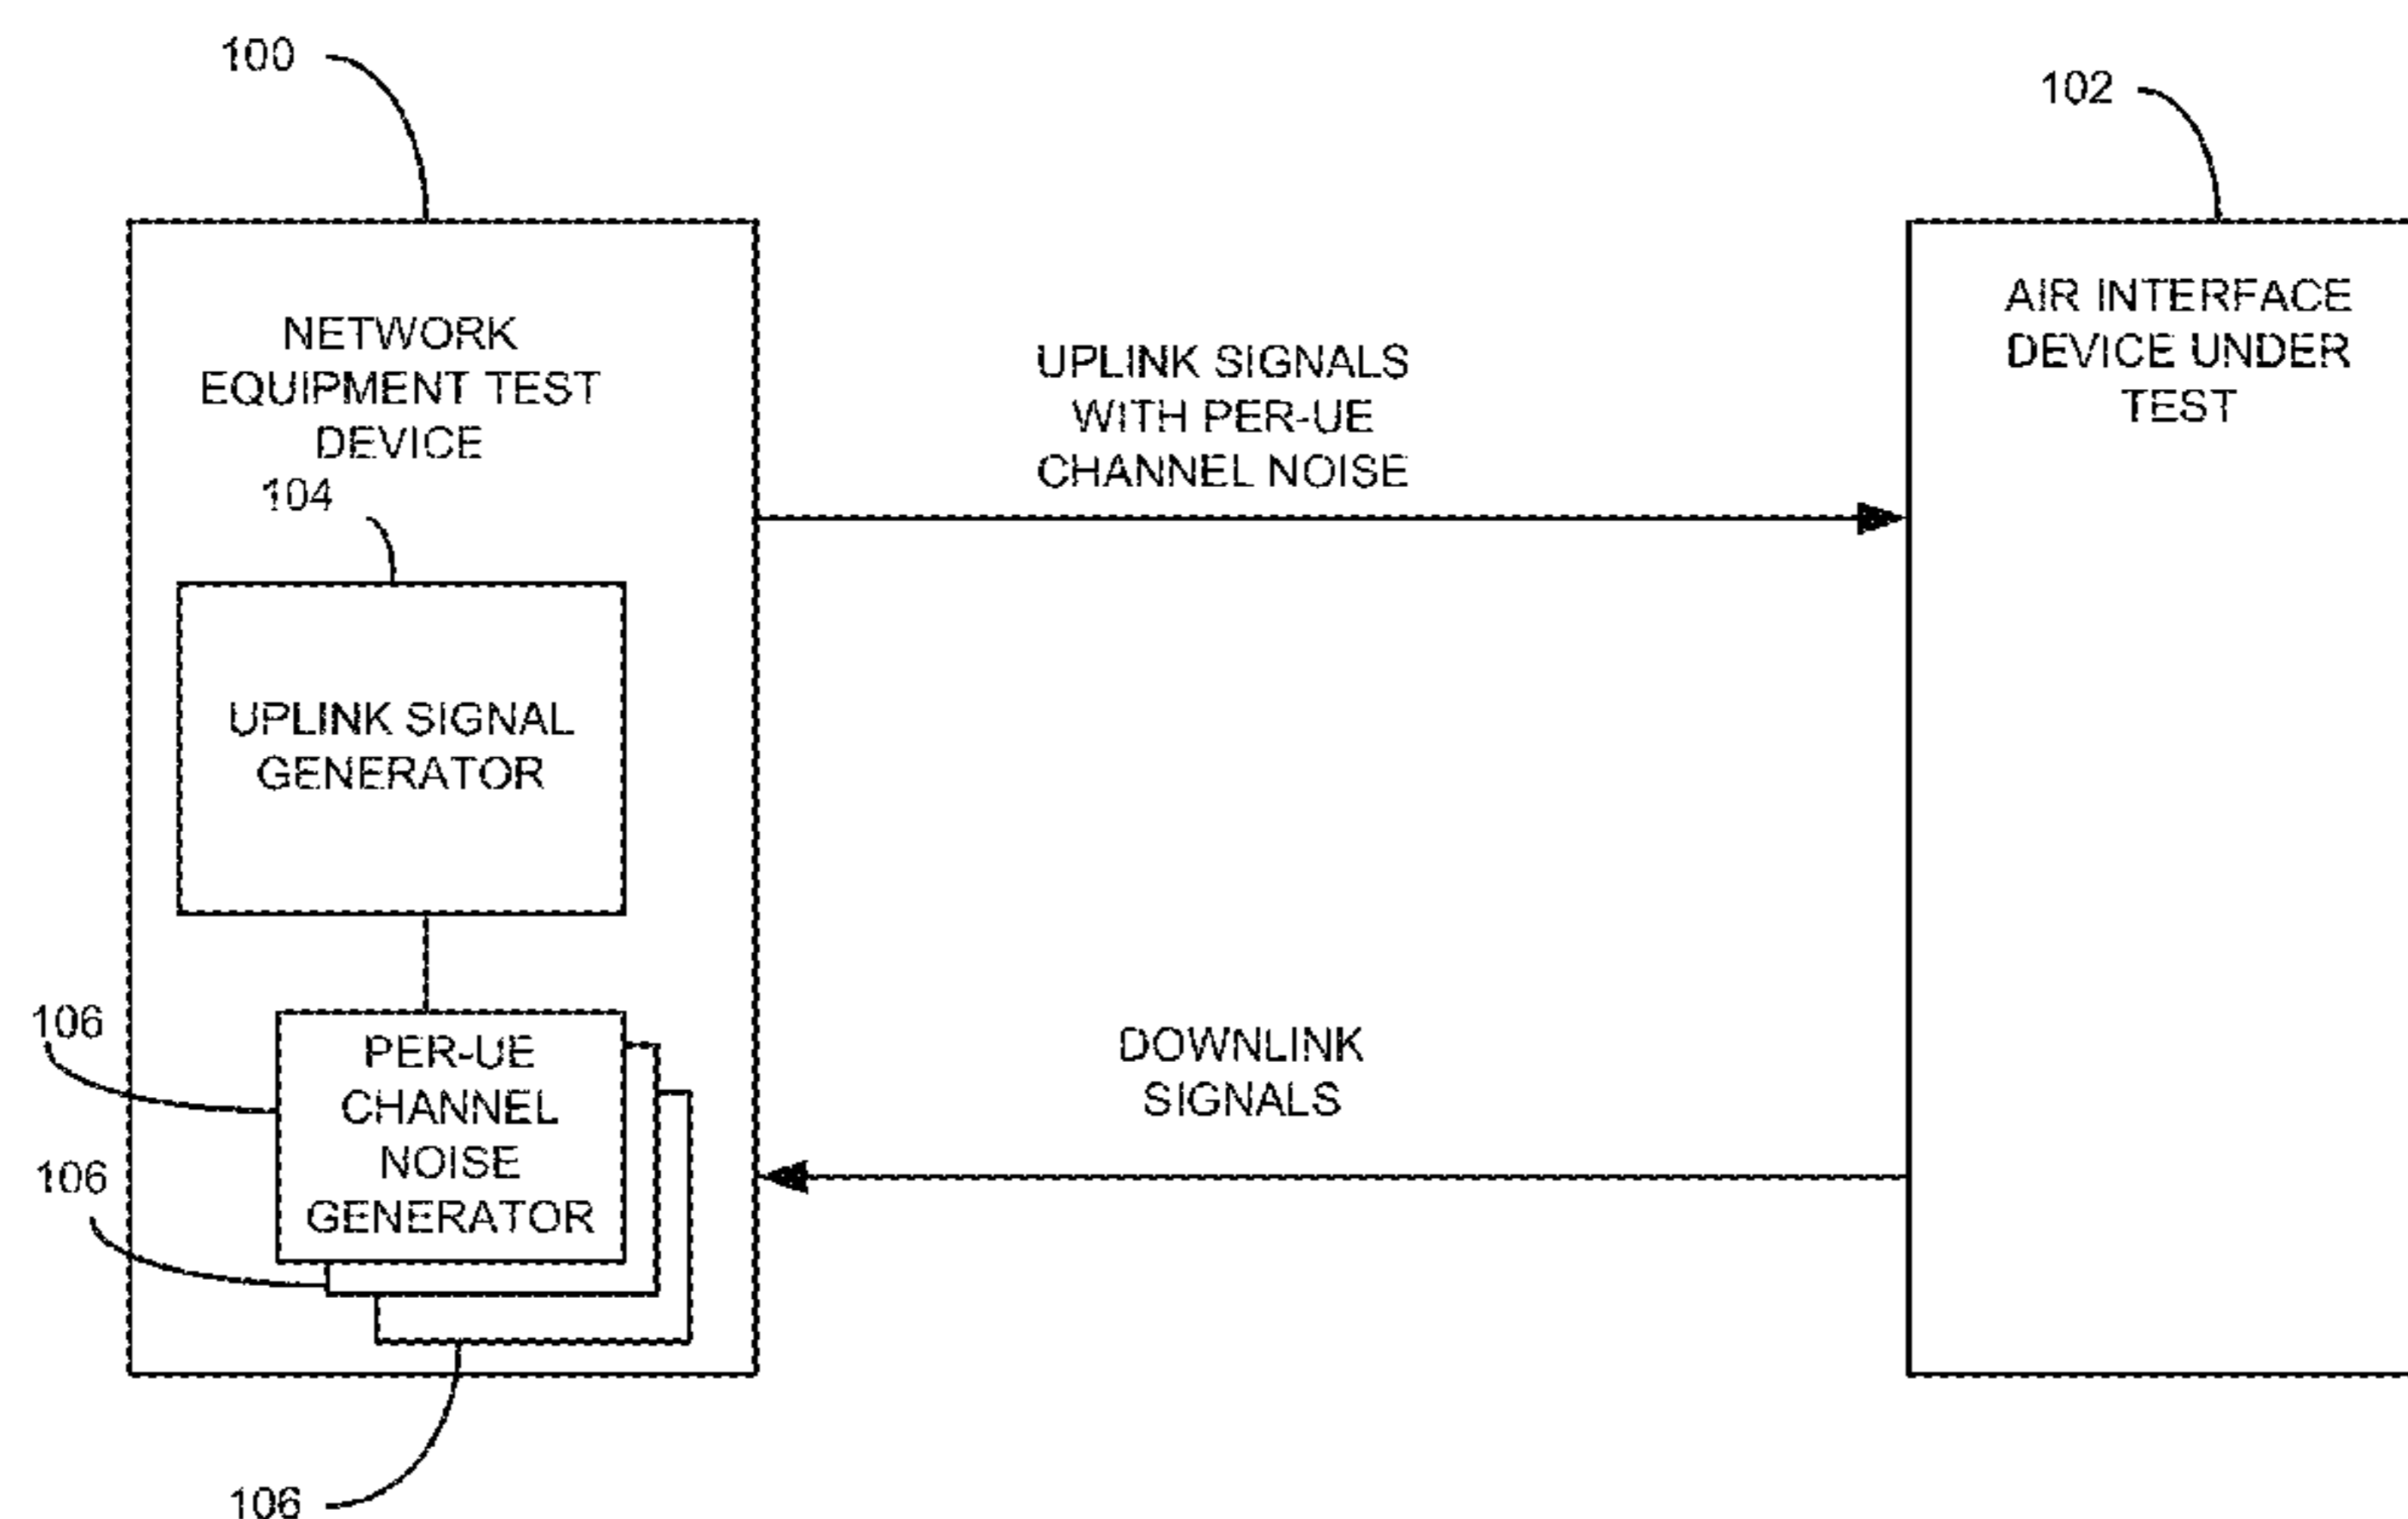 100
102
NETWORK
EQUIPMENT TEST
DEVICE
104
UPLINK SIGNAL
GENERATOR
106
PER-UE
CHANNEL
NOISE
GENERATOR
106
106
UPLINK SIGNALS
WITH PER-UE
CHANNEL NOISE
DOWNLINK
SIGNALS
AIR INTERFACE
DEVICE UNDER
TEST